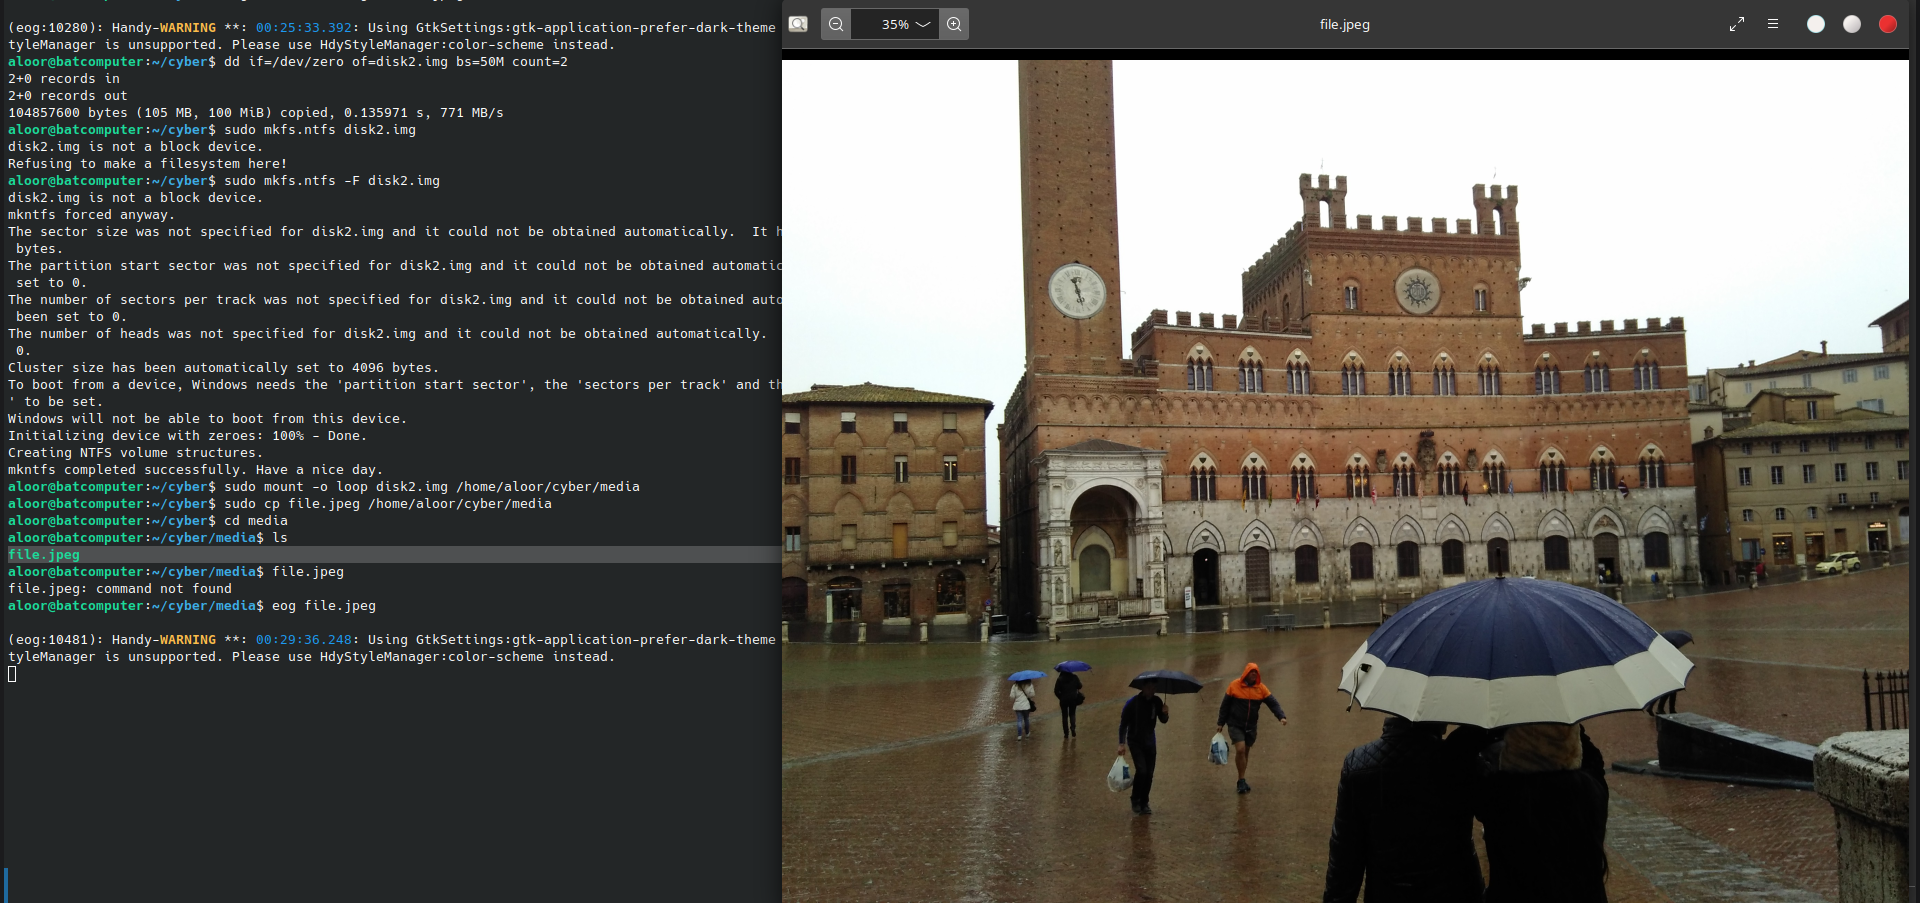 (eog:10280): Handy-WARNING **: 00:25:33.392: Using GtkSettings:gtk-application-prefer-dark-theme
tyleManager is unsupported. Please use HdyStyleManager:color-scheme instead.
aloor@batcomputer:~/cyber$ dd if=/dev/zero of=disk2.img bs=50M count=2
2+0 records in
2+0 records out
104857600 bytes (105 MB, 100 MiB) copied, 0.135971 s, 771 MB/s
aloor@batcomputer:~/cyber$ sudo mkfs.ntfs disk2.img
disk2.img is not a block device.
Refusing to make a filesystem here!
aloor@batcomputer:~/cyber$ sudo mkfs.ntfs -F disk2.img
disk2.img is not a block device.
mkntfs forced anyway.
The sector size was not specified for disk2.img and it could not be obtained automatically.  It h
 bytes.
The partition start sector was not specified for disk2.img and it could not be obtained automatic
 set to 0.
The number of sectors per track was not specified for disk2.img and it could not be obtained auto
 been set to 0.
The number of heads was not specified for disk2.img and it could not be obtained automatically.
 0.
Cluster size has been automatically set to 4096 bytes.
To boot from a device, Windows needs the 'partition start sector', the 'sectors per track' and th
' to be set.
Windows will not be able to boot from this device.
Initializing device with zeroes: 100% - Done.
Creating NTFS volume structures.
mkntfs completed successfully. Have a nice day.
aloor@batcomputer:~/cyber$ sudo mount -o loop disk2.img /home/aloor/cyber/media
aloor@batcomputer:~/cyber$ sudo cp file.jpeg /home/aloor/cyber/media
aloor@batcomputer:~/cyber$ cd media
aloor@batcomputer:~/cyber/media$ ls
file.jpeg
aloor@batcomputer:~/cyber/media$ file.jpeg
file.jpeg: command not found
aloor@batcomputer:~/cyber/media$ eog file.jpeg
(eog:10481): Handy-WARNING **: 00:29:36.248: Using GtkSettings:gtk-application-prefer-dark-theme
tyleManager is unsupported. Please use HdyStyleManager:color-scheme instead.
35%
file.jpeg